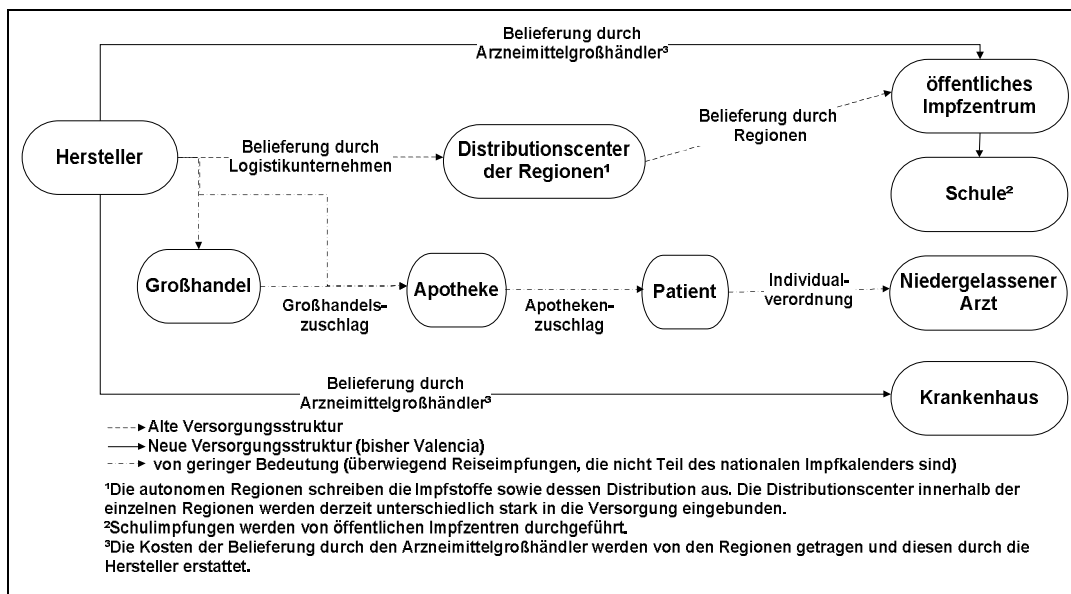 Belieferung durch
Arzneimittelgroßhändler³
öffentliches
Impfzentrum
Belieferung durch
Regionen
Hersteller
Belieferung durch
Logistikunternehmen
Distributionscenter
der Regionen¹
Schule²
Großhandel
Großhandels-
zuschlag
Apotheke
Apotheken-
zuschlag
Patient
Individual-
verordnung
Niedergelassener
Arzt
Belieferung durch
Arzneimittelgroßhändler³
Krankenhaus
Alte Versorgungsstruktur
Neue Versorgungsstruktur (bisher Valencia)
von geringer Bedeutung (überwiegend Reiseimpfungen, die nicht Teil des nationalen Impfkalenders sind)
¹Die autonomen Regionen schreiben die Impfstoffe sowie dessen Distribution aus. Die Distributionscenter innerhalb der
einzelnen Regionen werden derzeit unterschiedlich stark in die Versorgung eingebunden.
²Schulimpfungen werden von öffentlichen Impfzentren durchgeführt.
³Die Kosten der Belieferung durch den Arzneimittelgroßhändler werden von den Regionen getragen und diesen durch die
Hersteller erstattet.